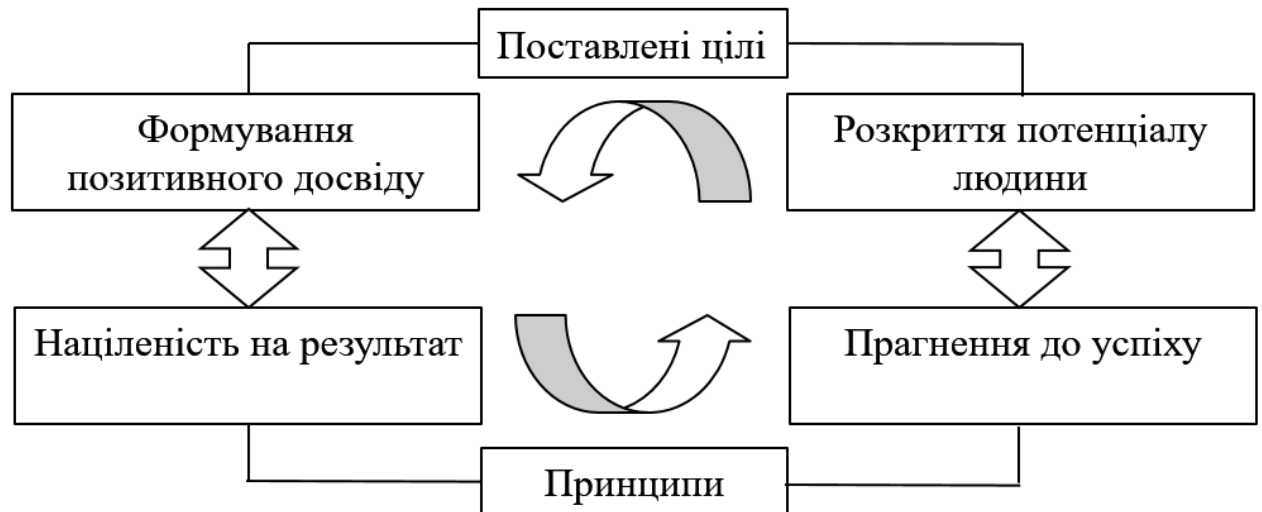 Поставлені цілі
Формування
позитивного досвіду
Розкриття потенціалу
людини
Націленість на результат
Прагнення до успіху
Принципи